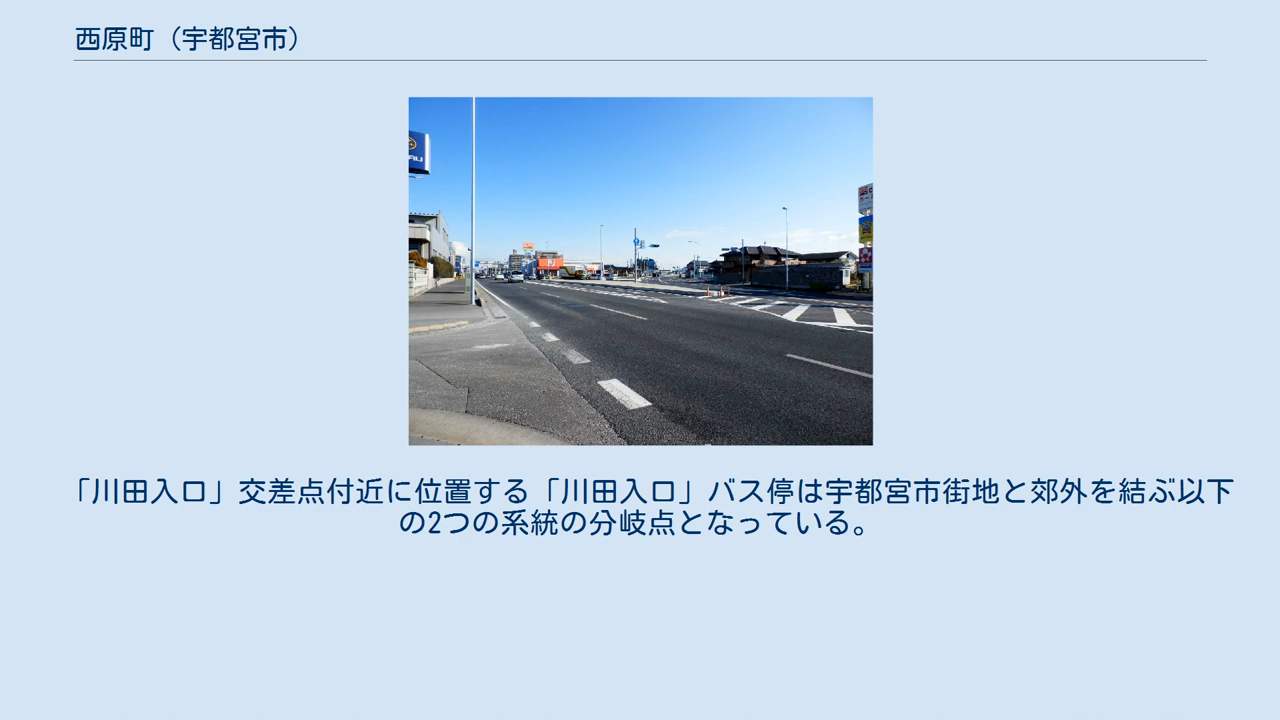 西原町（宇都宮市）
「川田入口」交差点付近に位置する「川田入口」バス停は宇都宮市街地と郊外を結ぶ以下
の2つの系統の分岐点となっている。